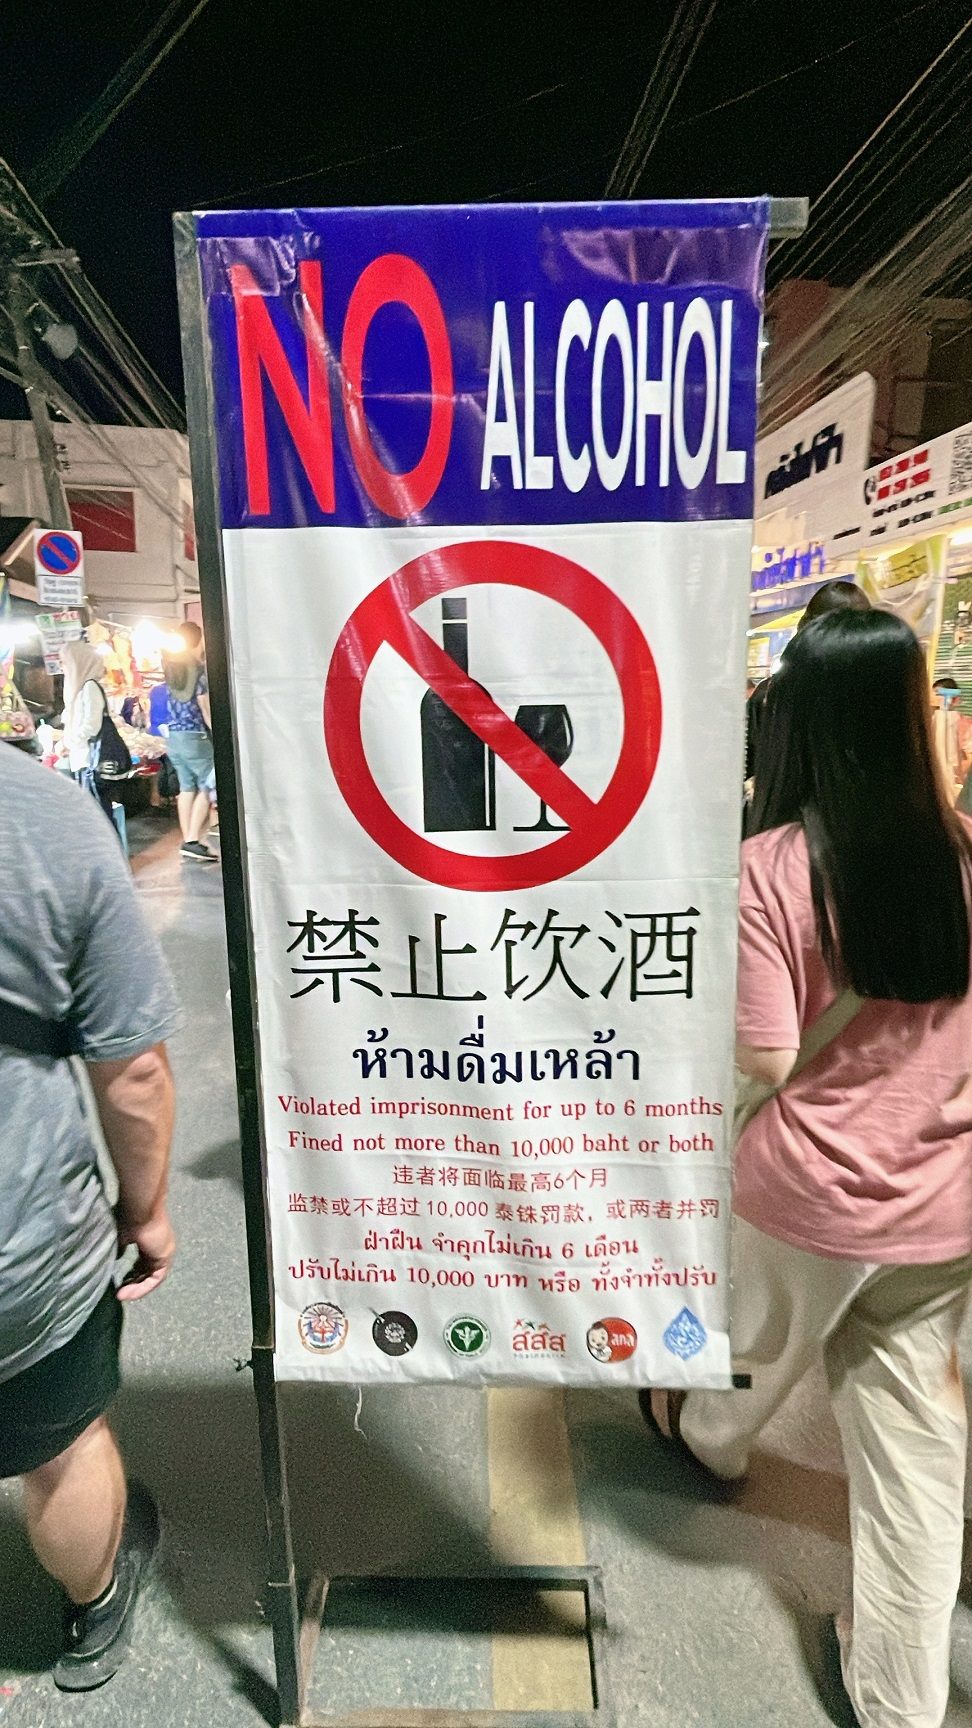 NO ALCOHOL
禁止饮酒
ห้ามดื่มเหล้า
Violated imprisonment for up to 6 months
Fined not more than 10,000 baht or both
违者将面临最高6个月
监禁或不超过10,000 泰铢罚款, 或两者并罚
ฝ่าฝืน จำคุกไม่เกิน 6 เดือน
ปรับไม่เกิน 10,000 บาท หรือ ทั้งจำทั้งปรับ
สสส
สคล